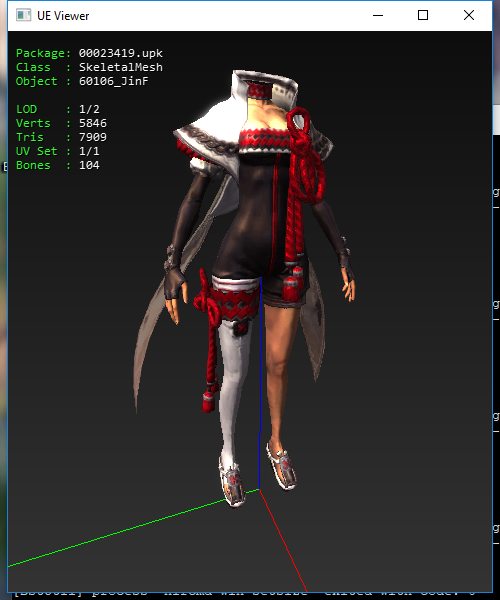 UE Viewer
Package: 00023419.upk
Class : SkeletalMesh
Object : 60106_JinF
LOD : 1/2
Verts : 5846
Tris : 7909
UV Set : 1/1
Bones : 104